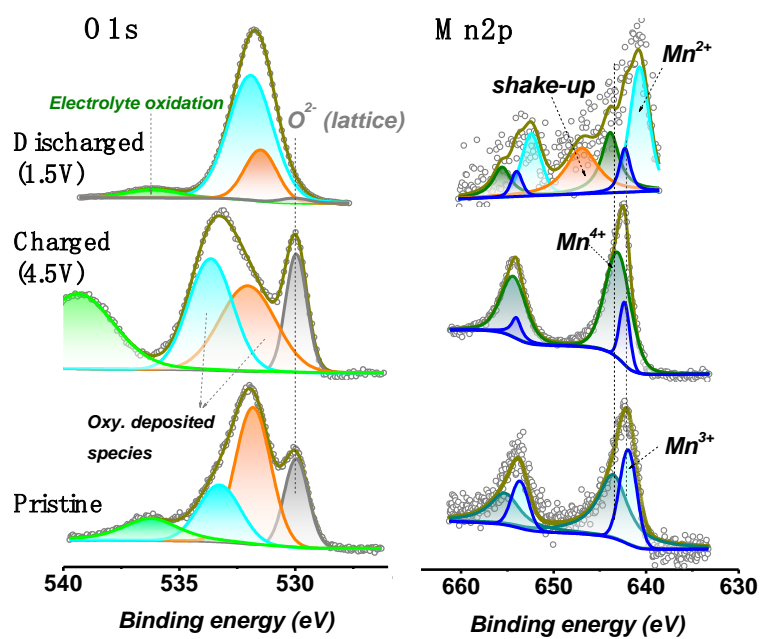 O 1s
Mn2p
Electrolyte oxidation
O2- (lattice)
Discharged
(1.5V)
shake-up
Mn2+
Charged
(4.5V)
Mn4+
Oxy. deposited
species
Mn3+
Pristine
540 535 530
660 650 640 630
Binding energy (eV)
Binding energy (eV)